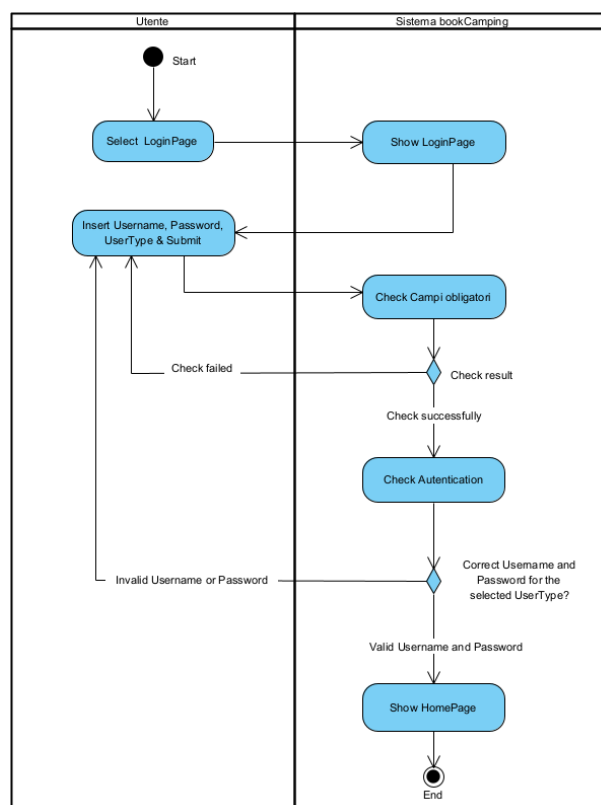 Utente
Sistema bookCamping
Start
Select LoginPage
Show LoginPage
Insert Username, Password,
UserType & Submit
Check Campi obligatori
Check failed
Check result
Check successfully
Check Autentication
Invalid Username or Password
Correct Username and
Password for the
selected UserType?
Valid Username and Password
Show HomePage
End